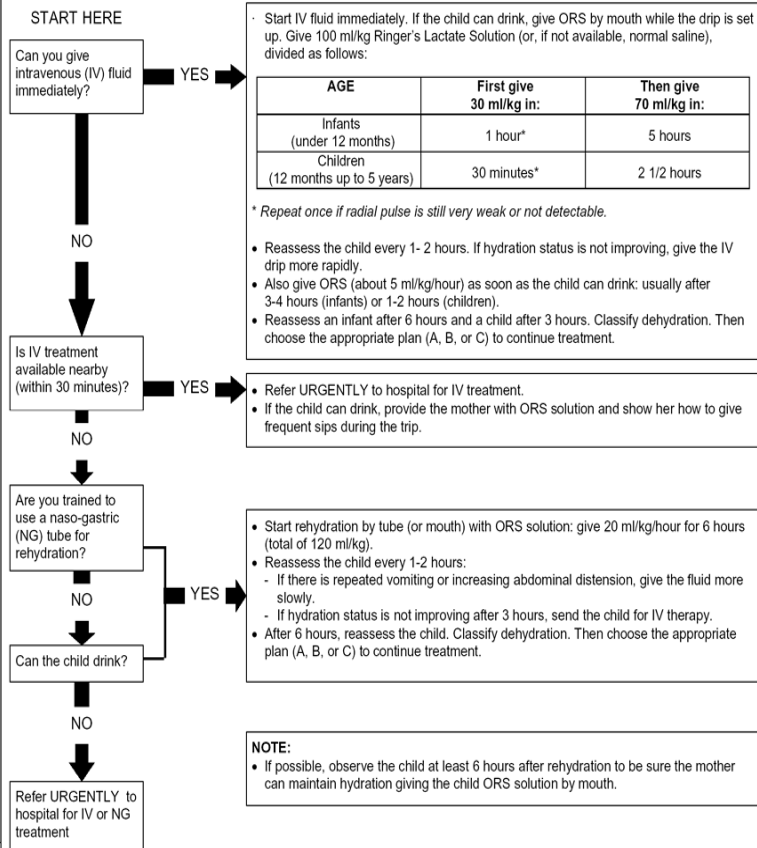 START HERE
Can you give
intravenous (IV) fluid
immediately?
YES
· Start IV fluid immediately. If the child can drink, give ORS by mouth while the drip is set
up. Give 100 ml/kg Ringer's Lactate Solution (or, if not available, normal saline),
divided as follows:
AGE
First give
30 ml/kg in:
Then give
70 ml/kg in:
Infants
(under 12 months)
1 hour*
5 hours
Children
(12 months up to 5 years)
30 minutes*
2 1/2 hours
* Repeat once if radial pulse is still very weak or not detectable.
• Reassess the child every 1- 2 hours. If hydration status is not improving, give the IV
drip more rapidly.
• Also give ORS (about 5 ml/kg/hour) as soon as the child can drink: usually after
3-4 hours (infants) or 1-2 hours (children).
• Reassess an infant after 6 hours and a child after 3 hours. Classify dehydration. Then
choose the appropriate plan (A, B, or C) to continue treatment.
NO
Is IV treatment
available nearby
(within 30 minutes)?
YES
• Refer URGENTLY to hospital for IV treatment.
• If the child can drink, provide the mother with ORS solution and show her how to give
frequent sips during the trip.
NO
Are you trained to
use a naso-gastric
(NG) tube for
rehydration?
NO
YES
• Start rehydration by tube (or mouth) with ORS solution: give 20 ml/kg/hour for 6 hours
(total of 120 ml/kg).
• Reassess the child every 1-2 hours:
- If there is repeated vomiting or increasing abdominal distension, give the fluid more
slowly.
- If hydration status is not improving after 3 hours, send the child for IV therapy.
• After 6 hours, reassess the child. Classify dehydration. Then choose the appropriate
plan (A, B, or C) to continue treatment.
Can the child drink?
NO
Refer URGENTLY to
hospital for IV or NG
treatment
NOTE:
• If possible, observe the child at least 6 hours after rehydration to be sure the mother
can maintain hydration giving the child ORS solution by mouth.